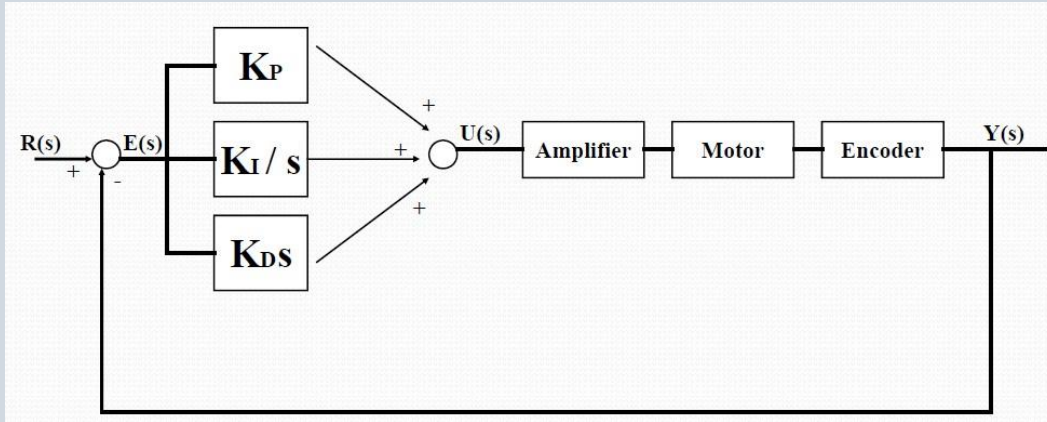 KP
+
R(s)
E(s)
U(s)
Y(s)
+
-
KI / s
+
Amplifier
Motor
Encoder
+
KDs